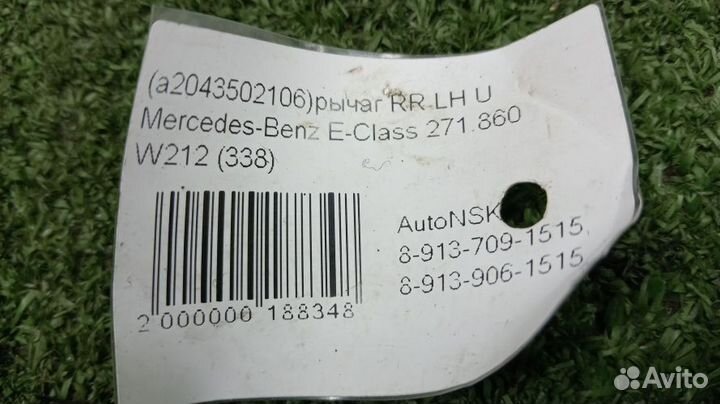 (a2043502106)рычаг RR LH U
Mercedes-Benz E-Class 271.860
W212 (338)
AutoNSK
8-913-709-1515,
8-913-906-1515
2 000000 188348
Avito